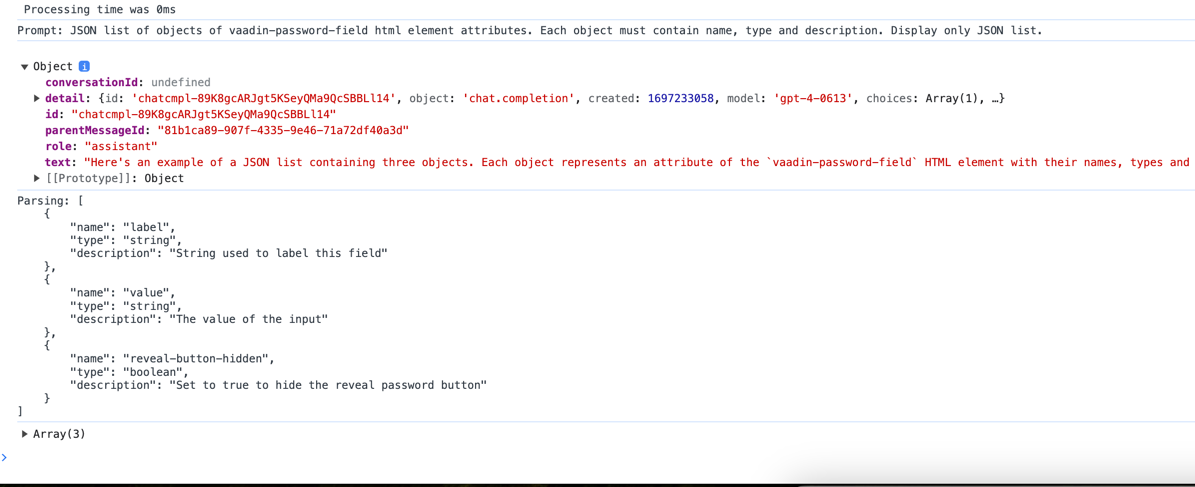 Processing time was 0ms
Prompt: JSON list of objects of vaadin-password-field html element attributes. Each object must contain name, type and description. Display only JSON list.
▼ Object i
conversationId: undefined
▶ detail: {id: 'chatcmpl-89K8gcARJgt5KSeyQMa9QcSBBLl14', object: 'chat.completion', created: 1697233058, model: 'gpt-4-0613', choices: Array(1), …}
id: "chatcmpl-89K8gcARJgt5KSeyQMa9QcSBBLl14"
parentMessageId: "81b1ca89-907f-4335-9e46-71a72df40a3d"
role: "assistant"
text: "Here's an example of a JSON list containing three objects. Each object represents an attribute of the `vaadin-password-field` HTML element with their names, types and
▶ [[Prototype]]: Object
Parsing: [
{
"name": "label",
"type": "string",
"description": "String used to label this field"
},
{
"name": "value",
"type": "string",
"description": "The value of the input"
},
{
"name": "reveal-button-hidden",
"type": "boolean",
"description": "Set to true to hide the reveal password button"
}
]
▶ Array(3)
>